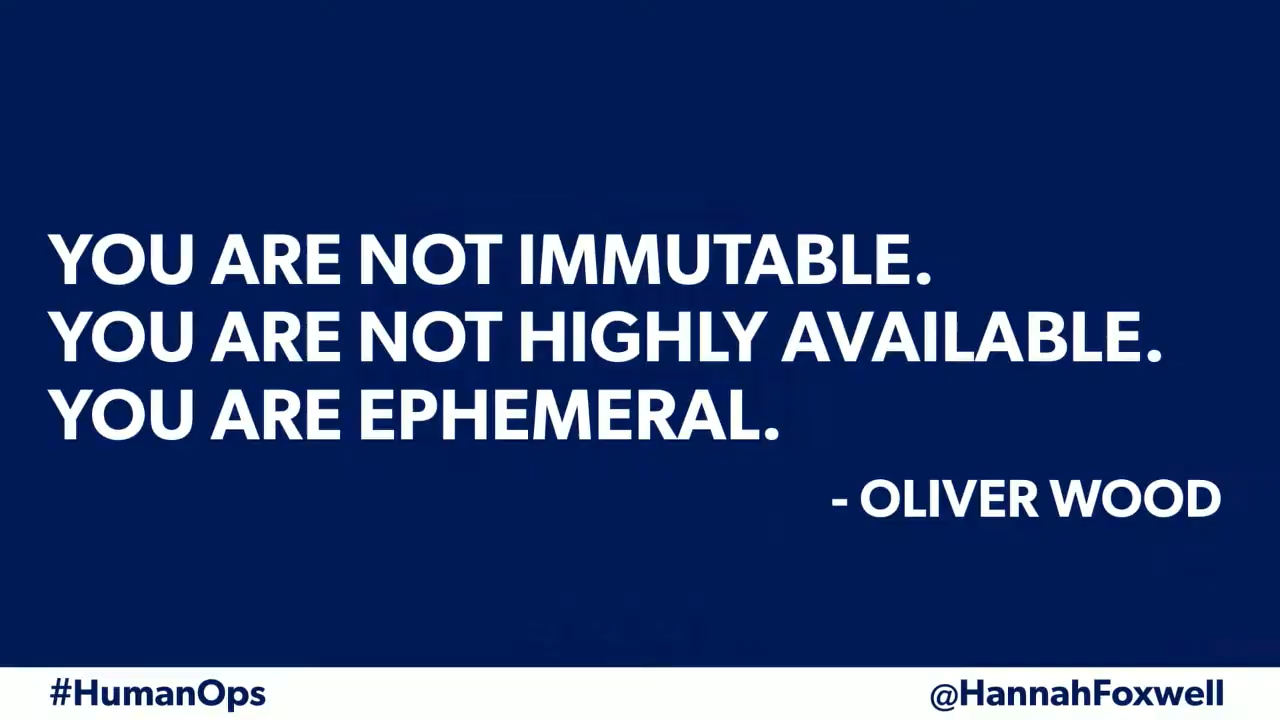 YOU ARE NOT IMMUTABLE.
YOU ARE NOT HIGHLY AVAILABLE.
YOU ARE EPHEMERAL.
- OLIVER WOOD
#HumanOps
@HannahFoxwell